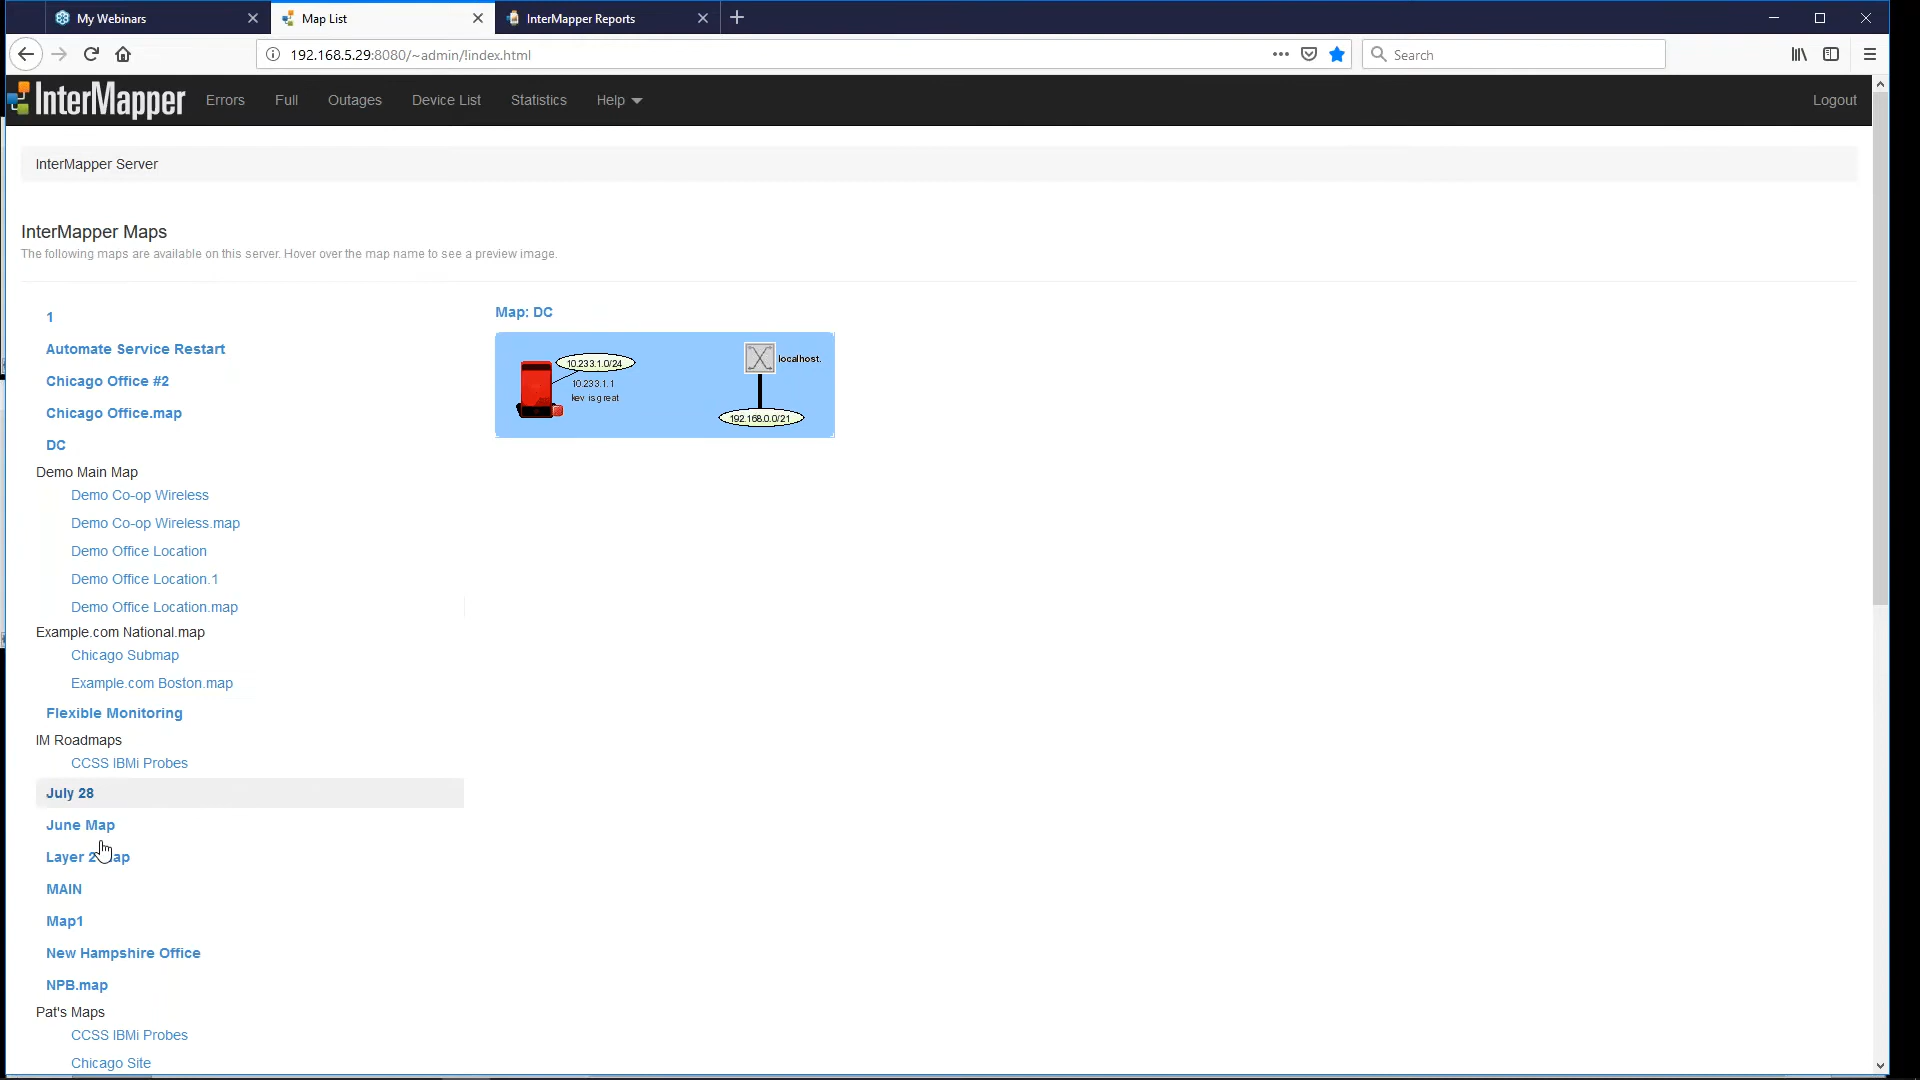 My Webinars
Map List
InterMapper Reports
192.168.5.29:8080/~admin/!index.html
Search
InterMapper
Errors
Full
Outages
Device List
Statistics
Help
Logout
InterMapper Server
InterMapper Maps
The following maps are available on this server. Hover over the map name to see a preview image.
1
Automate Service Restart
Chicago Office #2
Chicago Office.map
DC
Demo Main Map
Demo Co-op Wireless
Demo Co-op Wireless.map
Demo Office Location
Demo Office Location.1
Demo Office Location.map
Example.com National.map
Chicago Submap
Example.com Boston.map
Flexible Monitoring
IM Roadmaps
CCSS IBMi Probes
July 28
June Map
Layer 2 Map
MAIN
Map1
New Hampshire Office
NPB.map
Pat's Maps
CCSS IBMi Probes
Chicago Site
Map: DC
10.233.1.0/24
10.233.1.1
kev is great
localhost.
192.168.0.0/21